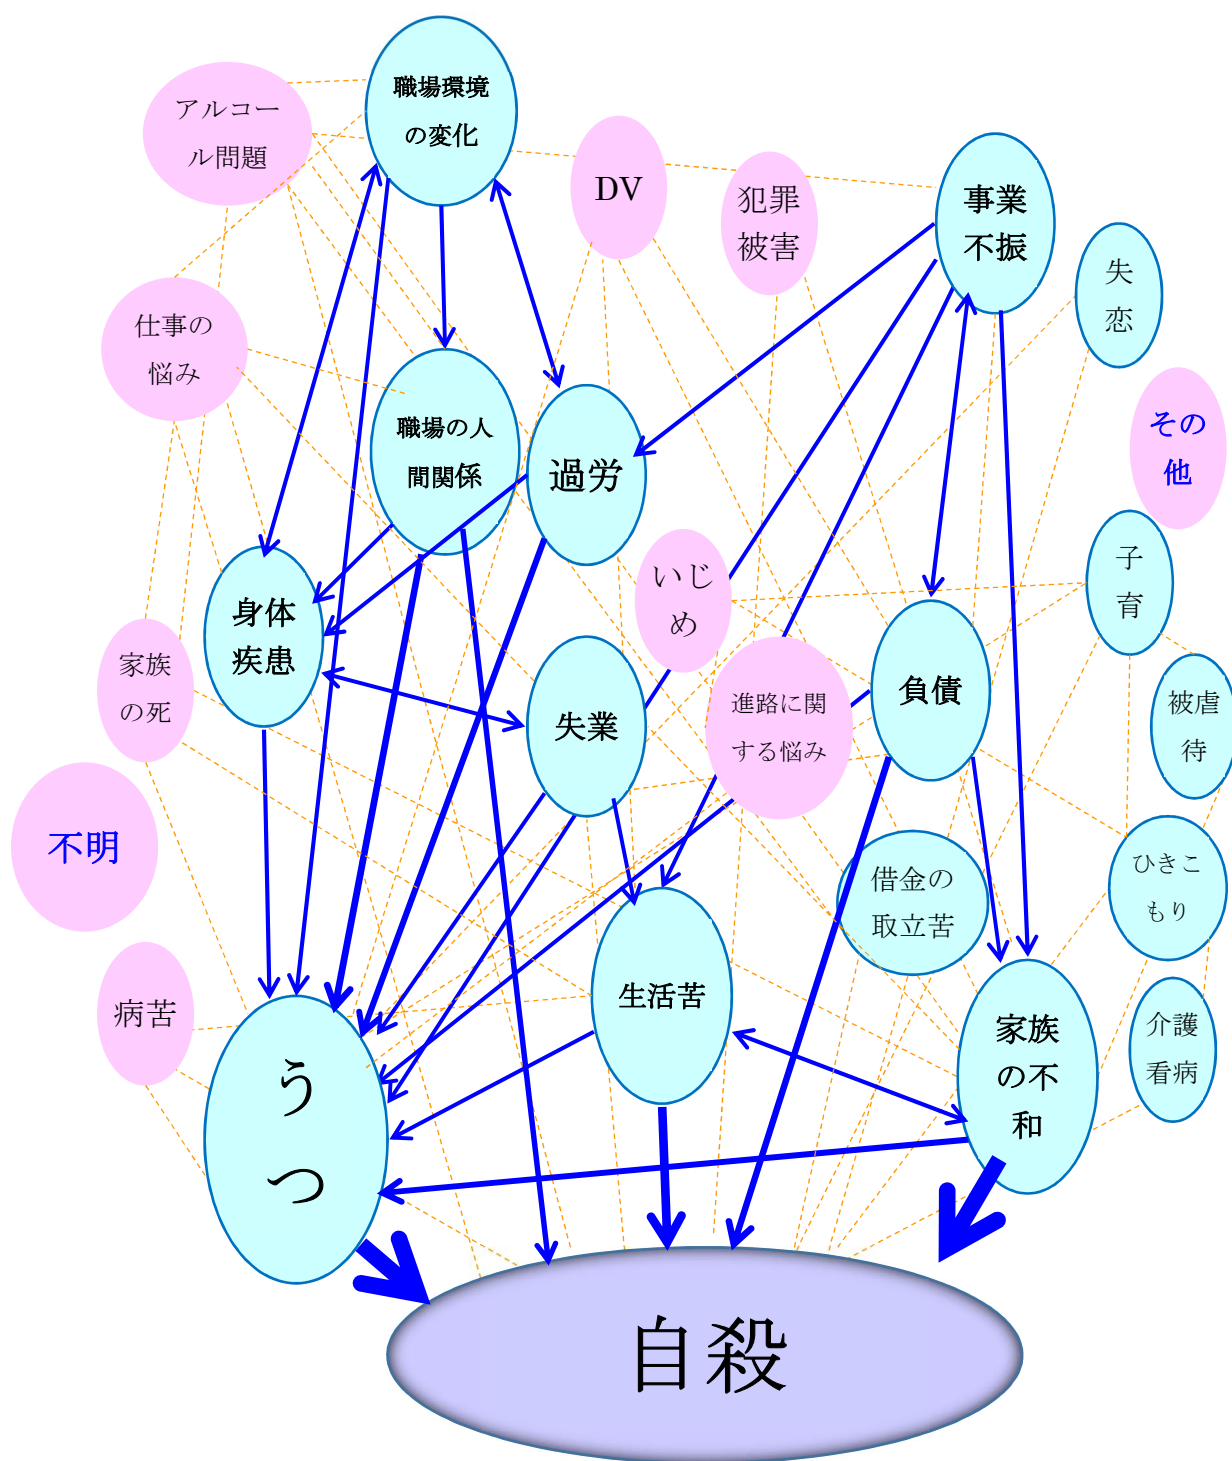 職場環境
の変化
アルコー
ル問題
DV
犯罪
被害
事業
不振
失
恋
仕事の
悩み
職場の人
間関係
過労
その
他
いじ
め
子
育
身体
疾患
家族
の死
失業
進路に関
する悩み
負債
被虐
待
不明
借金の
取立苦
ひきこ
もり
病苦
生活苦
家族
の不
和
介護
看病
う
つ
自殺